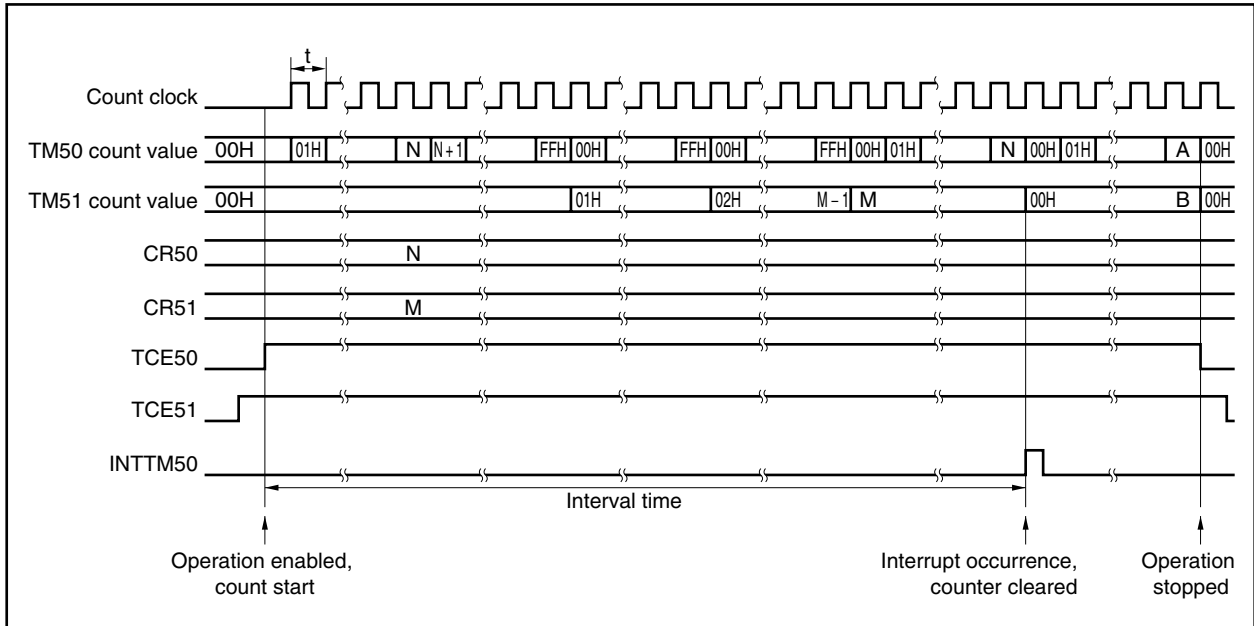 t
Count clock
TM50 count value 00H 01H N N + 1 FFH 00H FFH 00H FFH 00H 01H N 00H 01H A 00H
TM51 count value 00H 01H 02H M − 1 M 00H B 00H
CR50 N
CR51 M
TCE50
TCE51
INTTM50
Interval time
Operation enabled,
count start
Interrupt occurrence,
counter cleared
Operation
stopped